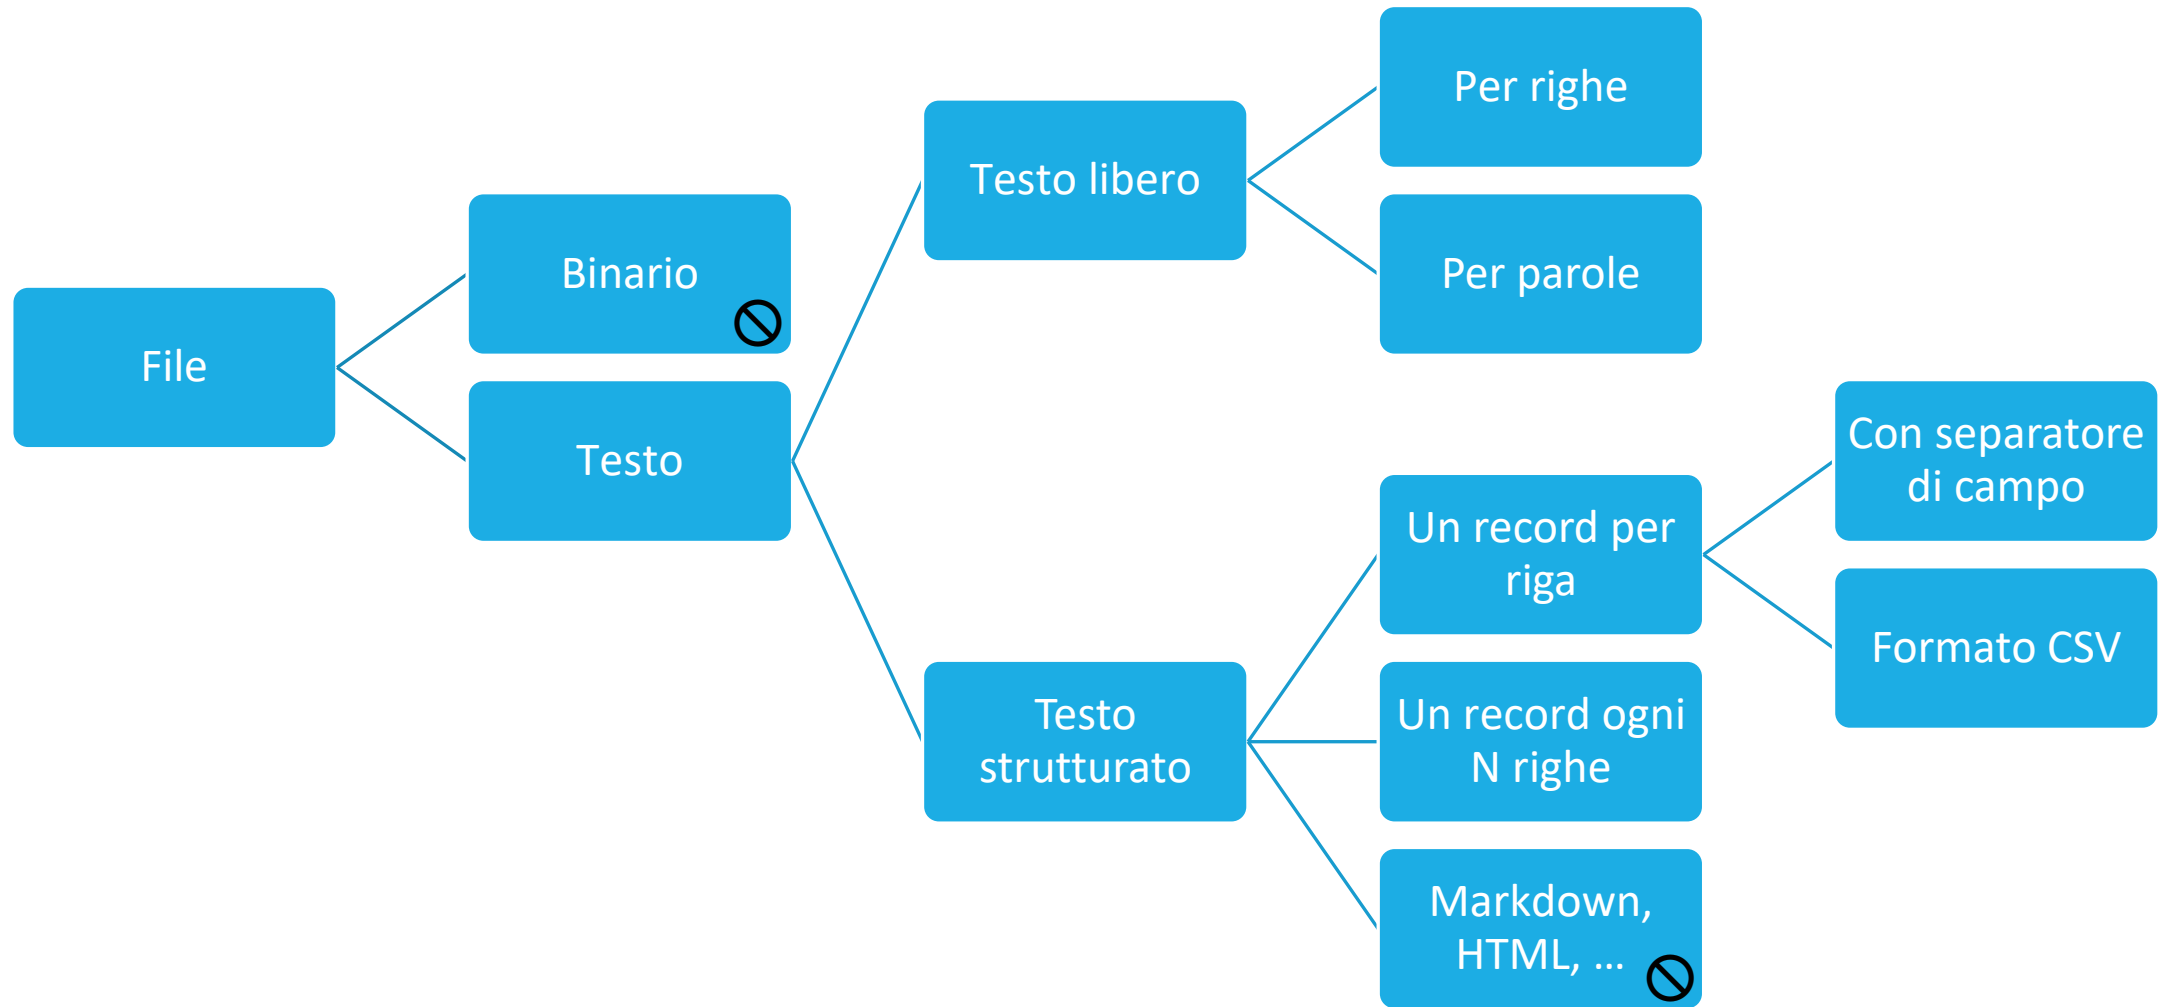 File
Binario
Testo
Testo libero
Testo
strutturato
Per righe
Per parole
Un record per
riga
Un record ogni
N righe
Markdown,
HTML, ...
Con separatore
di campo
Formato CSV